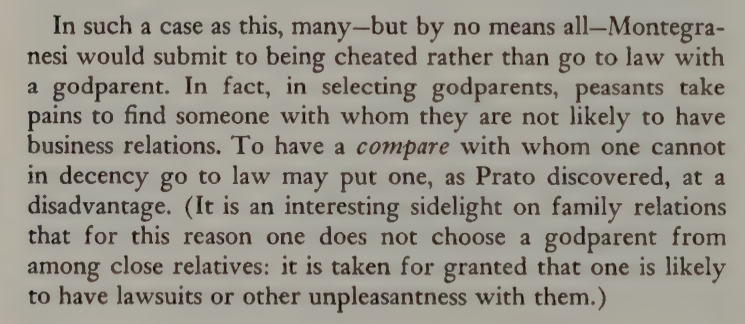 In such a case as this, many—but by no means all—Montegra-
nesi would submit to being cheated rather than go to law with
a godparent. In fact, in selecting godparents, peasants take
pains to find someone with whom they are not likely to have
business relations. To have a compare with whom one cannot
in decency go to law may put one, as Prato discovered, at a
disadvantage. (It is an interesting sidelight on family relations
that for this reason one does not choose a godparent from
among close relatives: it is taken for granted that one is likely
to have lawsuits or other unpleasantness with them.)